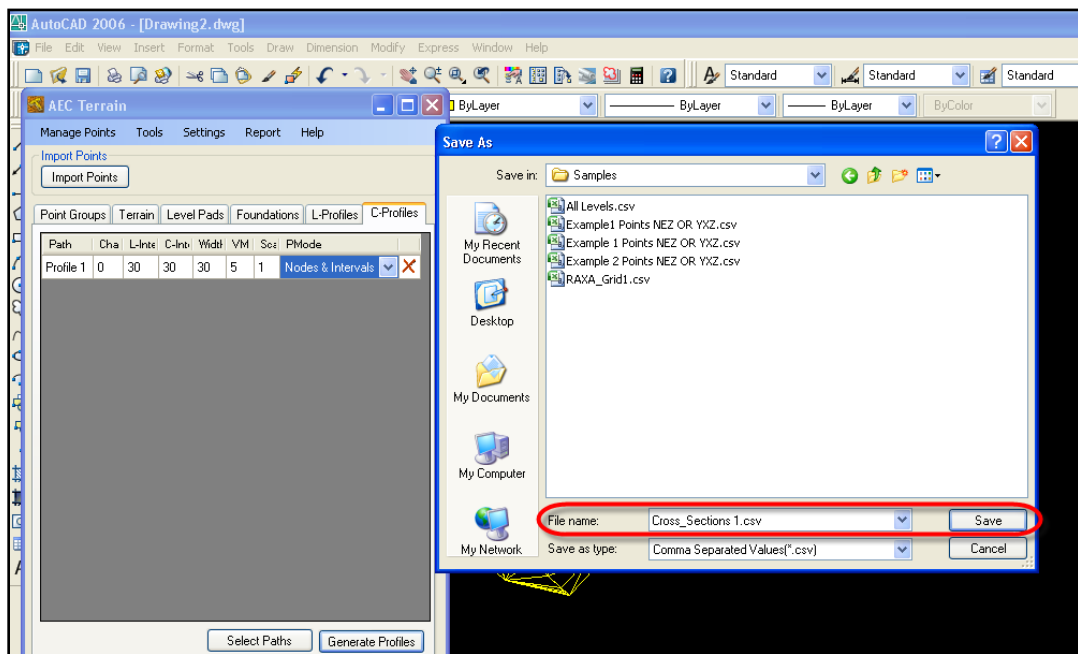 AutoCAD 2006 - [Drawing2.dwg]
File Edit View Insert Format Tools Draw Dimension Modify Express Window Help
Standard Standard Standard
ByLayer ByLayer ByLayer ByColor
AEC Terrain
Manage Points Tools Settings Report Help
Import Points
Import Points
Point Groups Terrain Level Pads Foundations L-Profiles C-Profiles
Path Cha L-Inte C-Int Width VM Sca PMode
Profile 1 0 30 30 30 5 1 Nodes & Intervals
Select Paths Generate Profiles
Save As
Save in: Samples
My Recent Documents
Desktop
My Documents
My Computer
My Network
All Levels.csv
Example1 Points NEZ OR YXZ.csv
Example 1 Points NEZ OR YXZ.csv
Example 2 Points NEZ OR YXZ.csv
RAXA_Grid1.csv
File name: Cross_Sections 1.csv Save
Save as type: Comma Separated Values(*.csv) Cancel